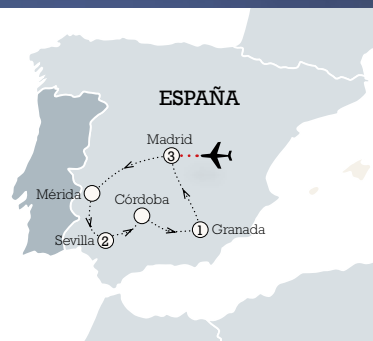 ESPAÑA
Madrid
3
Mérida
Córdoba
Sevilla 2
1 Granada